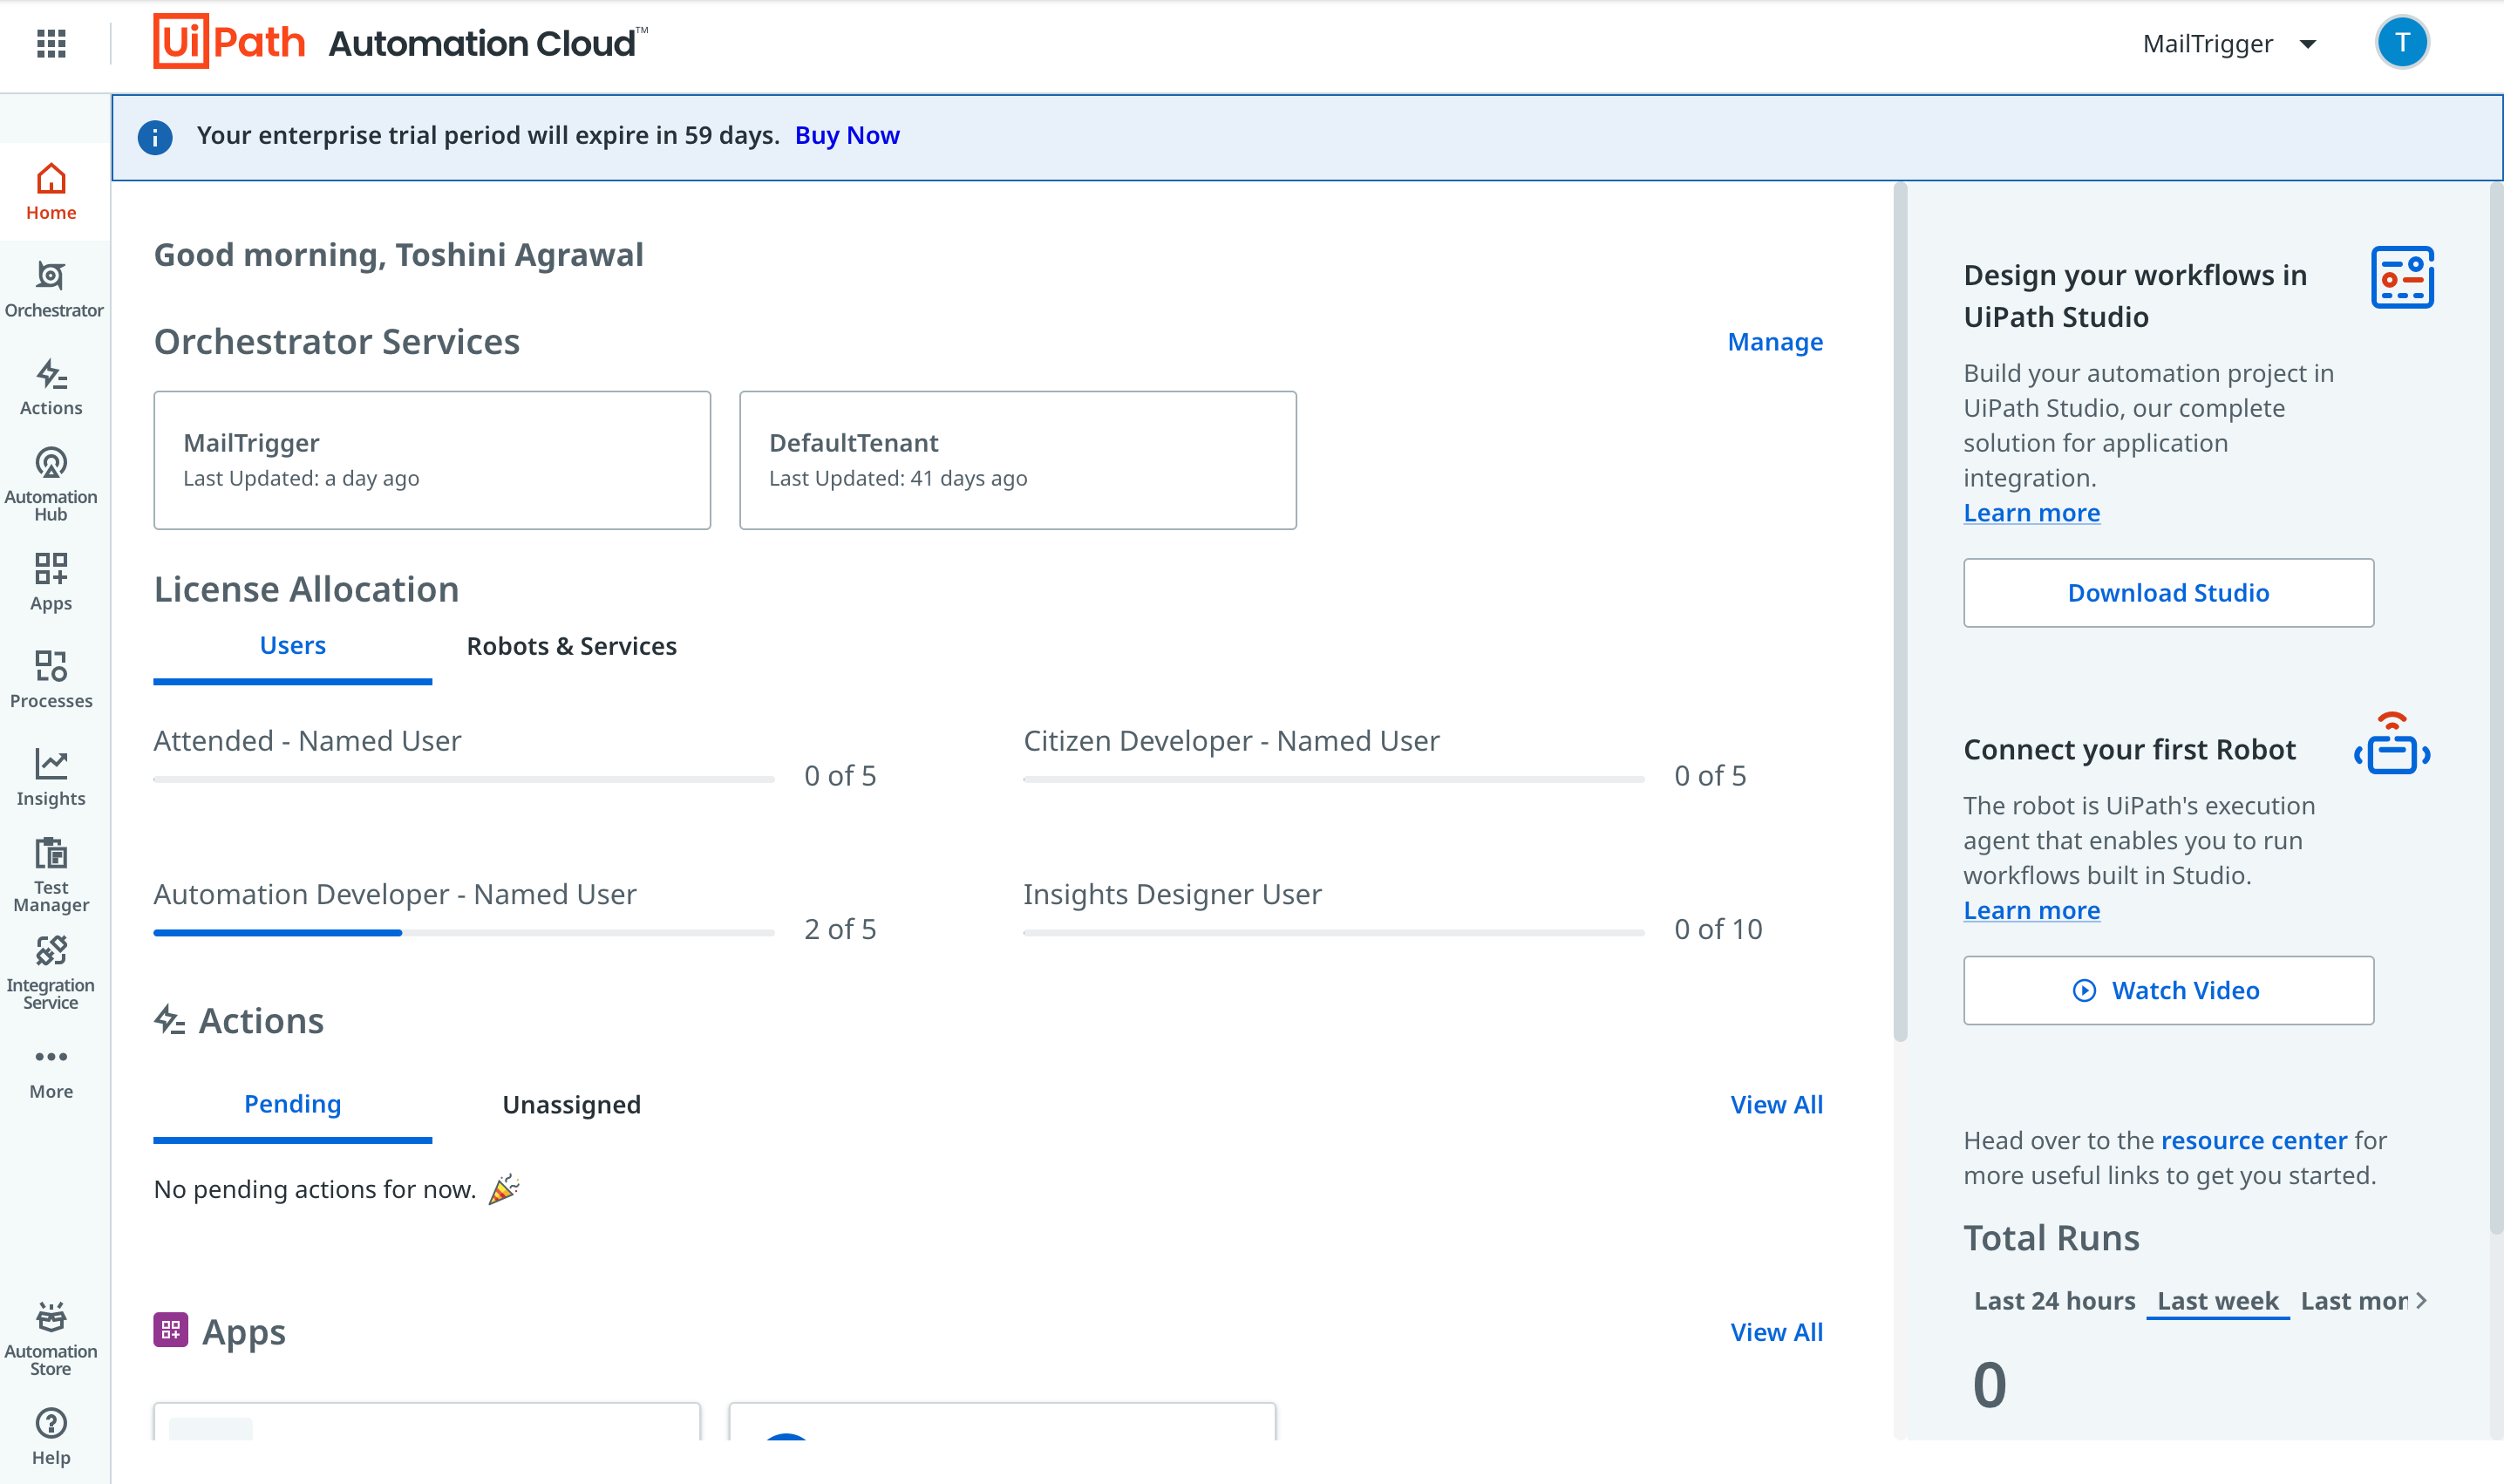 UiPath Automation Cloud™
MailTrigger
T
Your enterprise trial period will expire in 59 days. Buy Now
Home
Orchestrator
Actions
Automation
Hub
Apps
Processes
Insights
Test
Manager
Integration
Service
More
Automation
Store
Help
Good morning, Toshini Agrawal
Orchestrator Services
Manage
MailTrigger
Last Updated: a day ago
DefaultTenant
Last Updated: 41 days ago
License Allocation
Users
Robots & Services
Attended - Named User
0 of 5
Citizen Developer - Named User
0 of 5
Automation Developer - Named User
2 of 5
Insights Designer User
0 of 10
Actions
Pending
Unassigned
View All
No pending actions for now.
Apps
View All
Design your workflows in
UiPath Studio
Build your automation project in
UiPath Studio, our complete
solution for application
integration.
Learn more
Download Studio
Connect your first Robot
The robot is UiPath's execution
agent that enables you to run
workflows built in Studio.
Learn more
Watch Video
Head over to the resource center for
more useful links to get you started.
Total Runs
Last 24 hours
Last week
Last mon
0